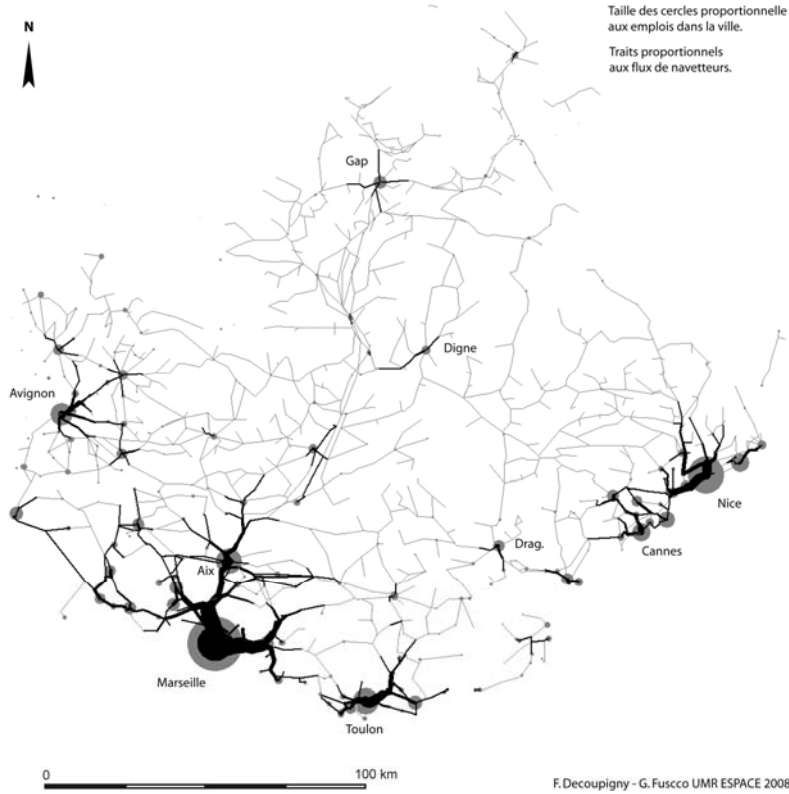 Taille des cercles proportionnelle
aux emplois dans la ville.
Traits proportionnels
aux flux de navetteurs.
N
Gap
Digne
Avignon
Nice
Drag.
Cannes
Aix
Marseille
Toulon
0
100 km
F. Decoupigny - G. Fuscco UMR ESPACE 2008